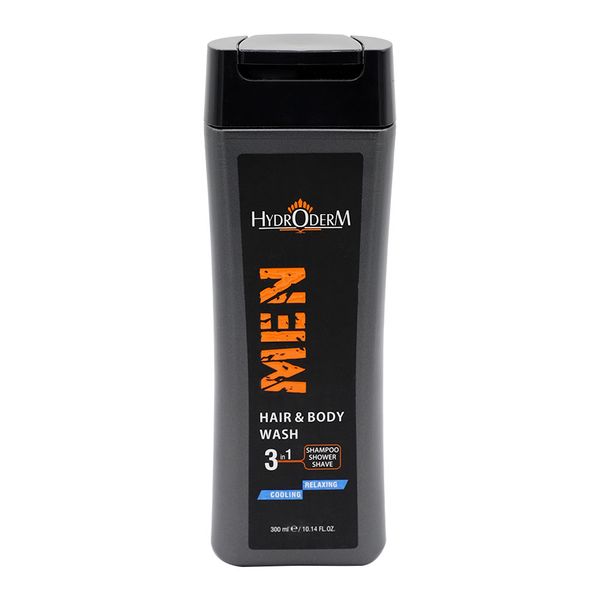 HYDRODERM
MEN
HAIR & BODY
WASH
3 in 1
SHAMPOO
SHOWER
SHAVE
RELAXING
COOLING
300 ml ℮ / 10.14 FL.OZ.